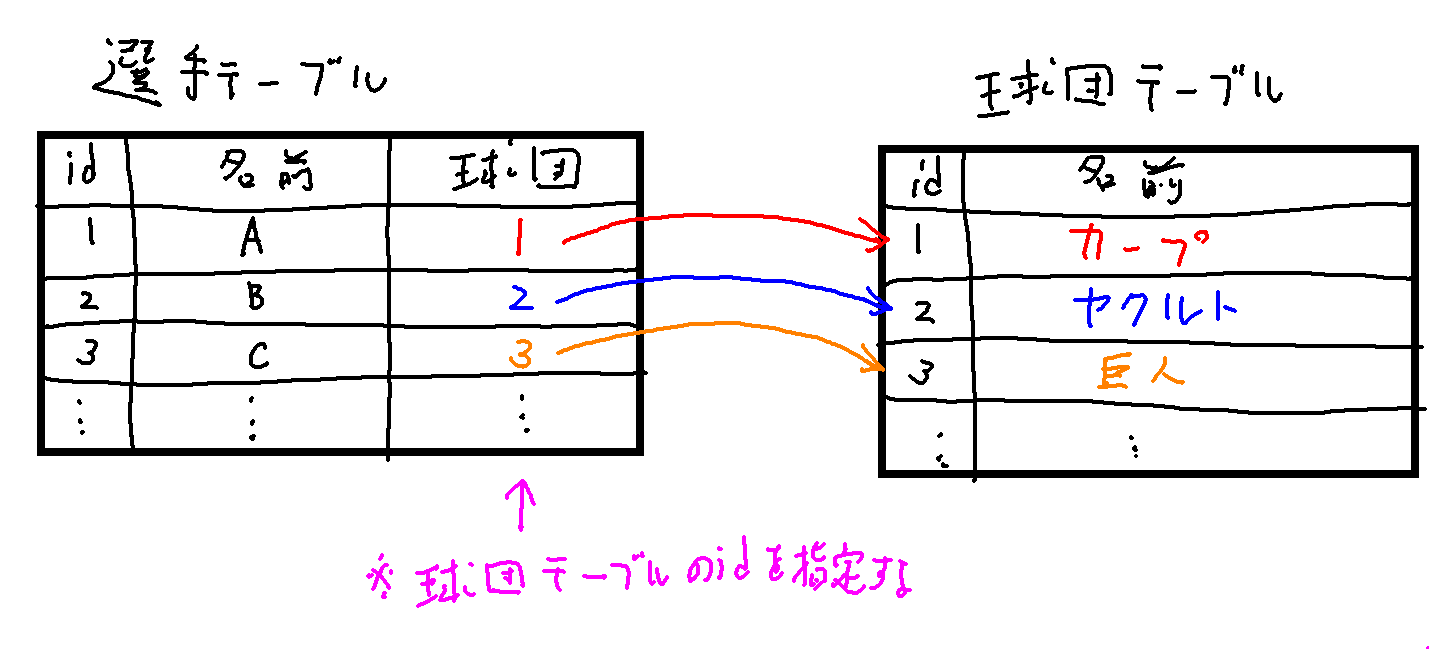 選手テーブル
球団テーブル
id 名前 球団
1 A 1
2 B 2
3 C 3
⋮ ⋮ ⋮
id 名前
1 カープ
2 ヤクルト
3 巨人
⋮ ⋮
※球団テーブルのidを指定する